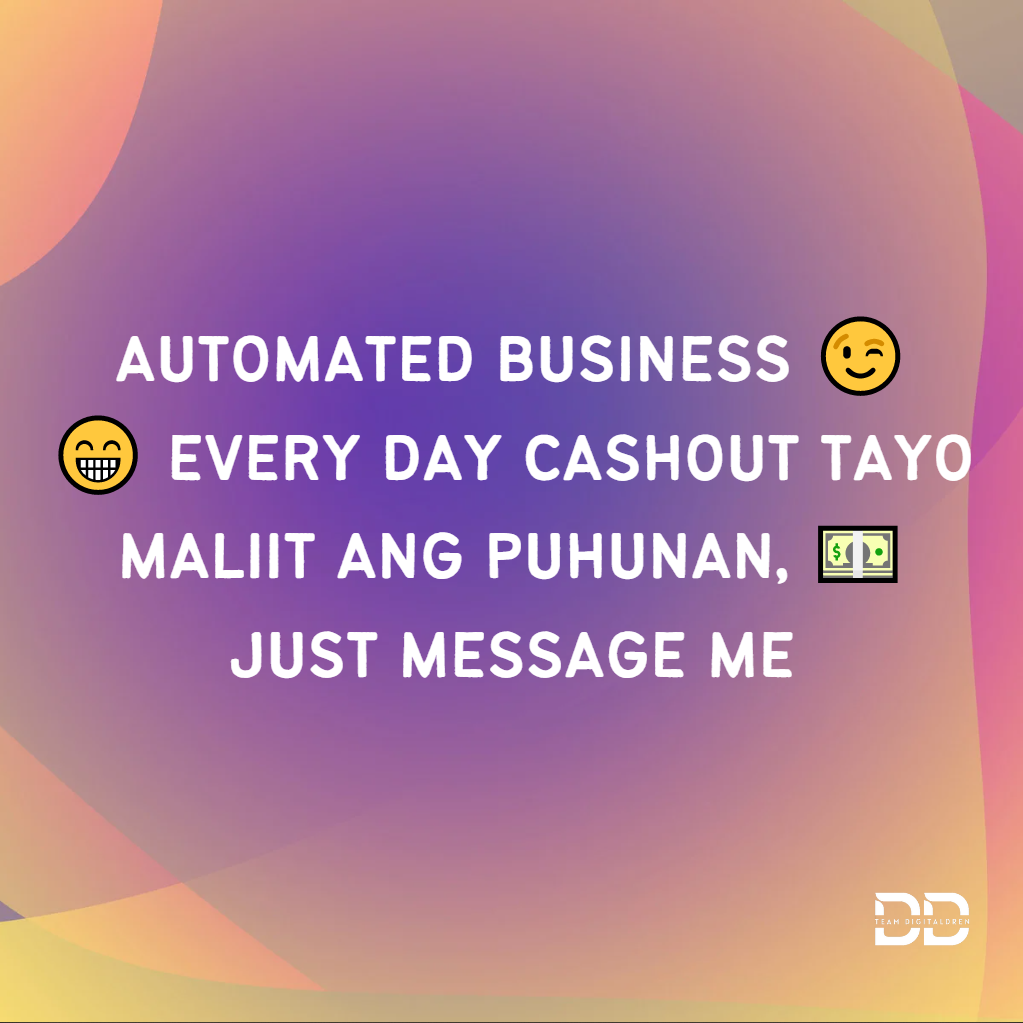 AUTOMATED BUSINESS 😉
😁 EVERY DAY CASHOUT TAYO
MALIIT ANG PUHUNAN, 💵
JUST MESSAGE ME
DD
TEAM DIGITALDREN